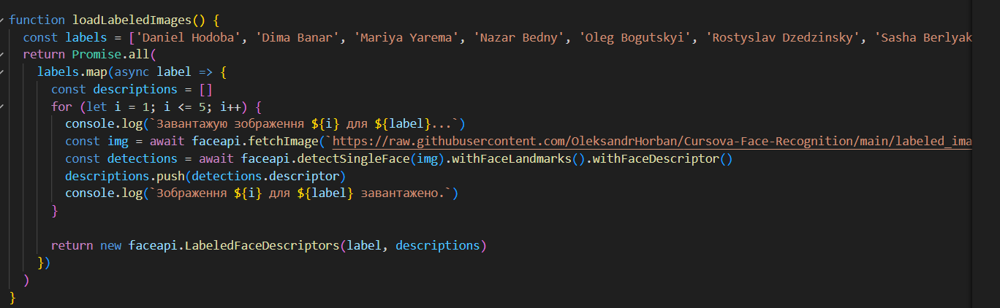 function loadLabeledImages() {
const labels = ['Daniel Hodoba', 'Dima Banar', 'Mariya Yarema', 'Nazar Bedny', 'Oleg Bogutskyi', 'Rostyslav Dzedzinsky', 'Sasha Berlyak
return Promise.all(
labels.map(async label => {
const descriptions = []
for (let i = 1; i <= 5; i++) {
console.log(`Завантажую зображення ${i} для ${label}...`)
const img = await faceapi.fetchImage(`https://raw.githubusercontent.com/OleksandrHorban/Cursova-Face-Recognition/main/labeled_ima
const detections = await faceapi.detectSingleFace(img).withFaceLandmarks().withFaceDescriptor()
descriptions.push(detections.descriptor)
console.log(`Зображення ${i} для ${label} завантажено.`)
}
return new faceapi.LabeledFaceDescriptors(label, descriptions)
})
)
}